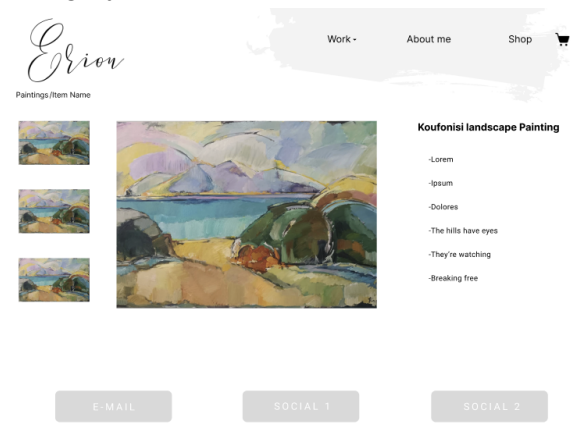 Erion
Work
About me
Shop
Paintings/Item Name
Koufonisi landscape Painting
-Lorem
-Ipsum
-Dolores
-The hills have eyes
-They're watching
-Breaking free
E-MAIL
SOCIAL 1
SOCIAL 2